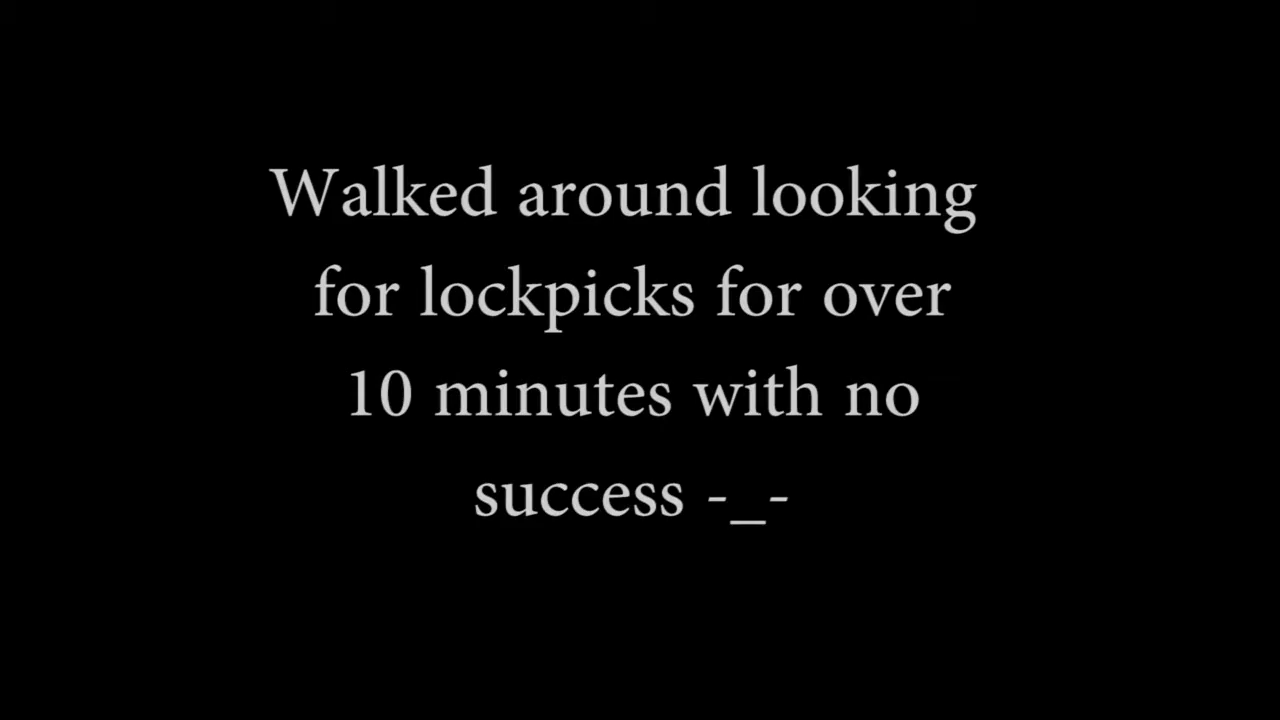 Walked around looking
for lockpicks for over
10 minutes with no
success -_-